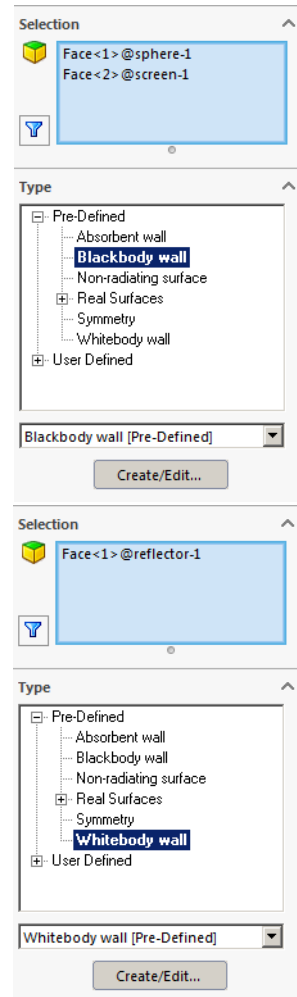 Selection
Face<1>@sphere-1
Face<2>@screen-1
Type
Pre-Defined
Absorbent wall
Blackbody wall
Non-radiating surface
Real Surfaces
Symmetry
Whitebody wall
User Defined
Blackbody wall [Pre-Defined]
Create/Edit...
Selection
Face<1>@reflector-1
Type
Pre-Defined
Absorbent wall
Blackbody wall
Non-radiating surface
Real Surfaces
Symmetry
Whitebody wall
User Defined
Whitebody wall [Pre-Defined]
Create/Edit...